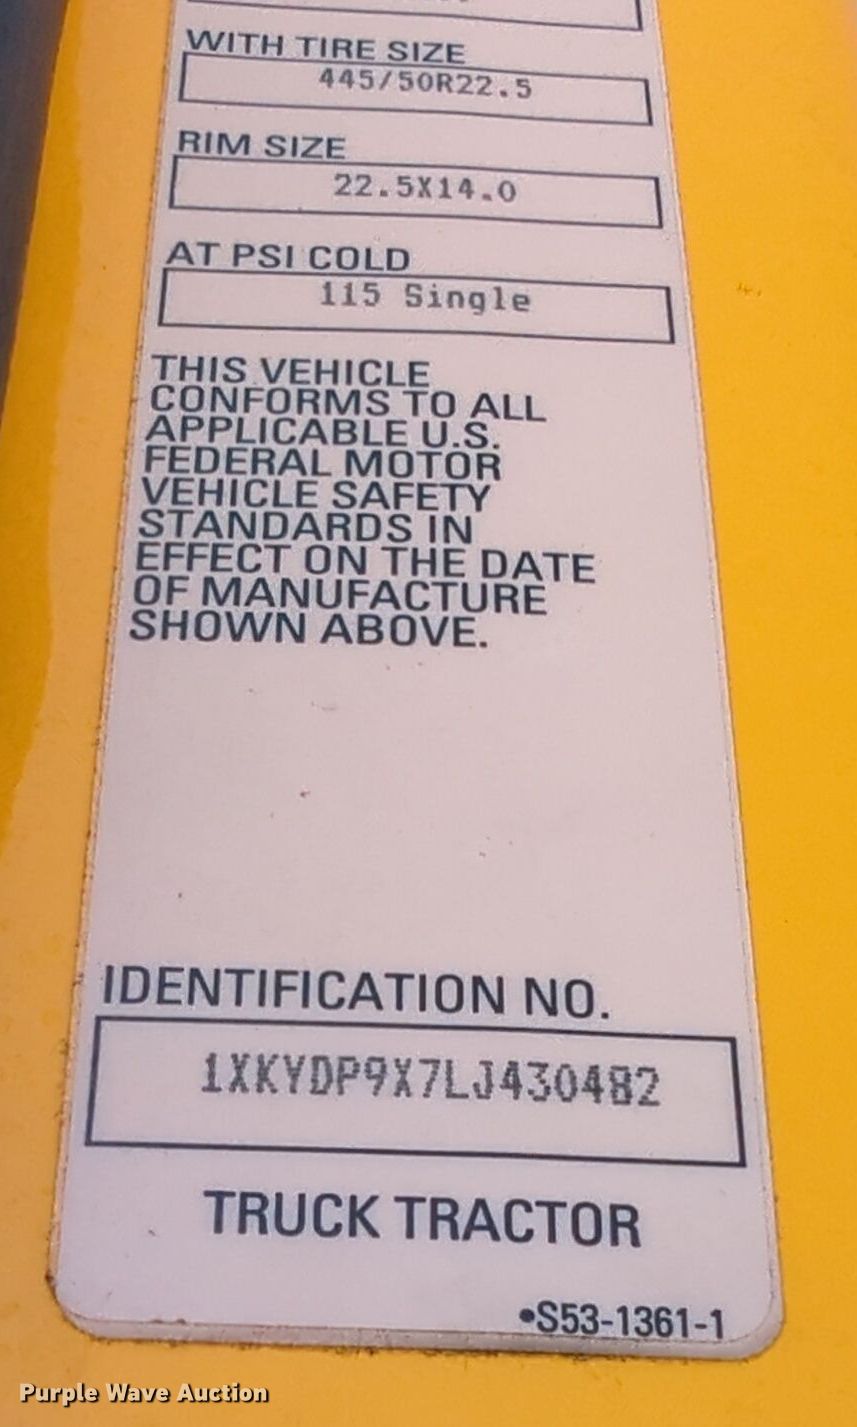 WITH TIRE SIZE
445/50R22.5
RIM SIZE
22.5X14.0
AT PSI COLD
115 Single
THIS VEHICLE
CONFORMS TO ALL
APPLICABLE U.S.
FEDERAL MOTOR
VEHICLE SAFETY
STANDARDS IN
EFFECT ON THE DATE
OF MANUFACTURE
SHOWN ABOVE.
IDENTIFICATION NO.
1XKYDP9X7LJ430482
TRUCK TRACTOR
•S53-1361-1
Purple Wave Auction